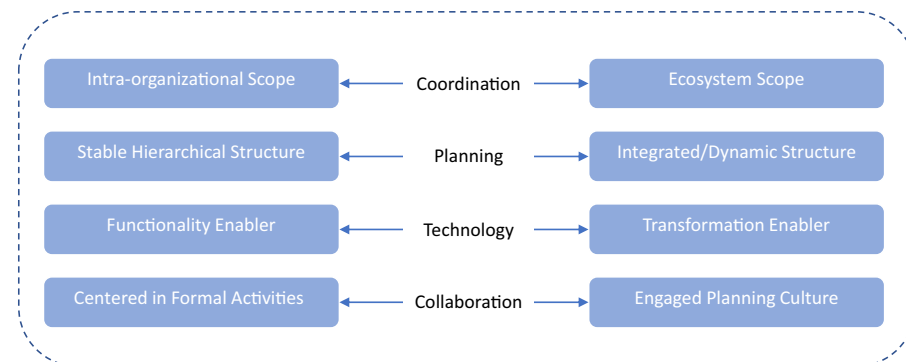 Intra-organizational Scope
Coordination
Ecosystem Scope
Stable Hierarchical Structure
Planning
Integrated/Dynamic Structure
Functionality Enabler
Technology
Transformation Enabler
Centered in Formal Activities
Collaboration
Engaged Planning Culture